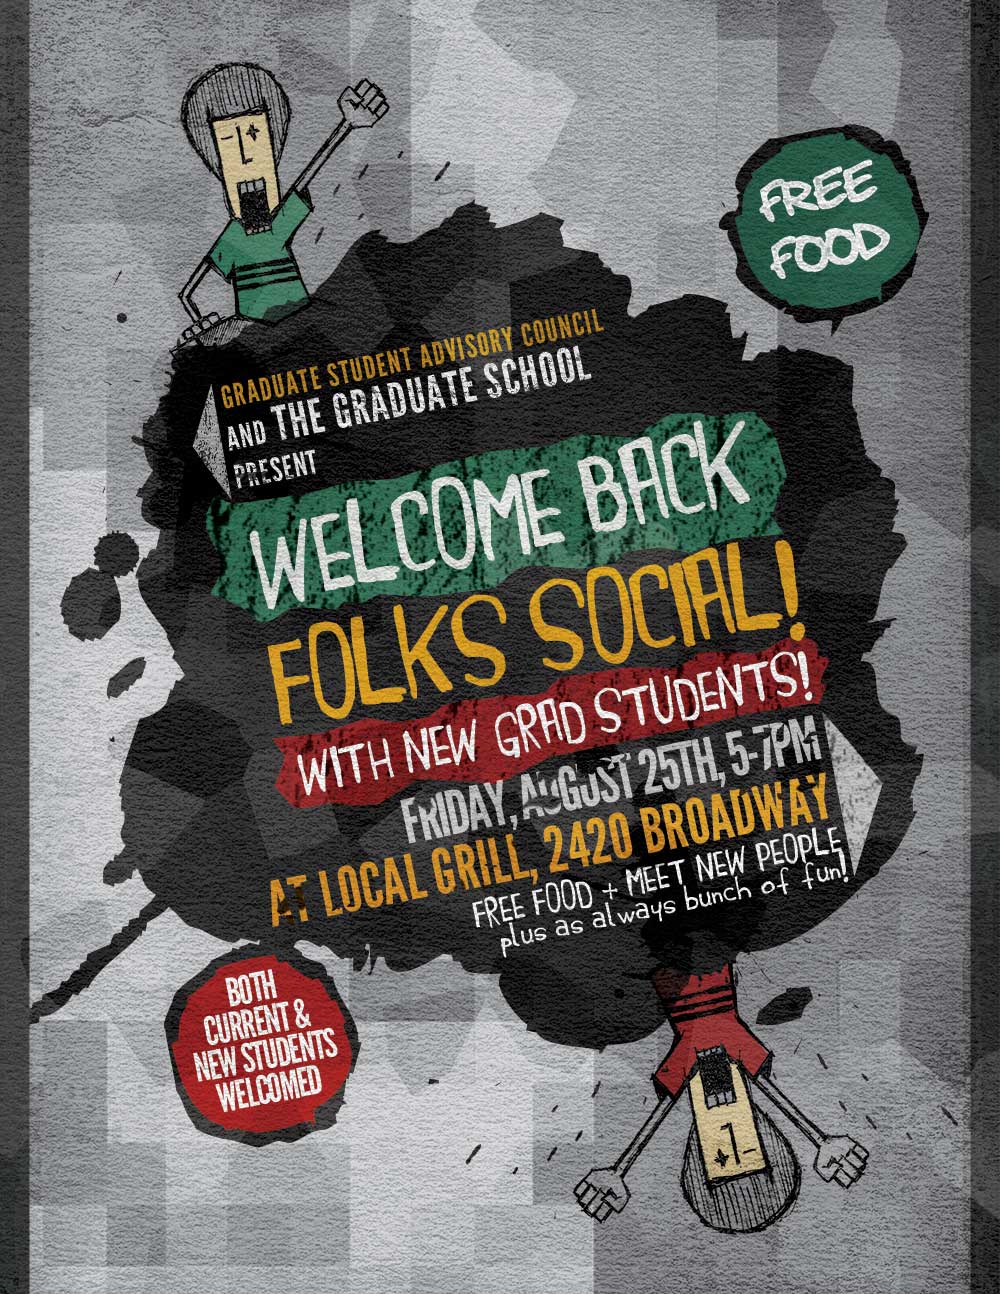 FREE
FOOD
GRADUATE STUDENT ADVISORY COUNCIL
AND THE GRADUATE SCHOOL
PRESENT
WELCOME BACK
FOLKS SOCIAL!
WITH NEW GRAD STUDENTS!
FRIDAY, AUGUST 25TH, 5-7PM
AT LOCAL GRILL, 2420 BROADWAY
FREE FOOD + MEET NEW PEOPLE
plus as always bunch of fun!
BOTH
CURRENT &
NEW STUDENTS
WELCOMED